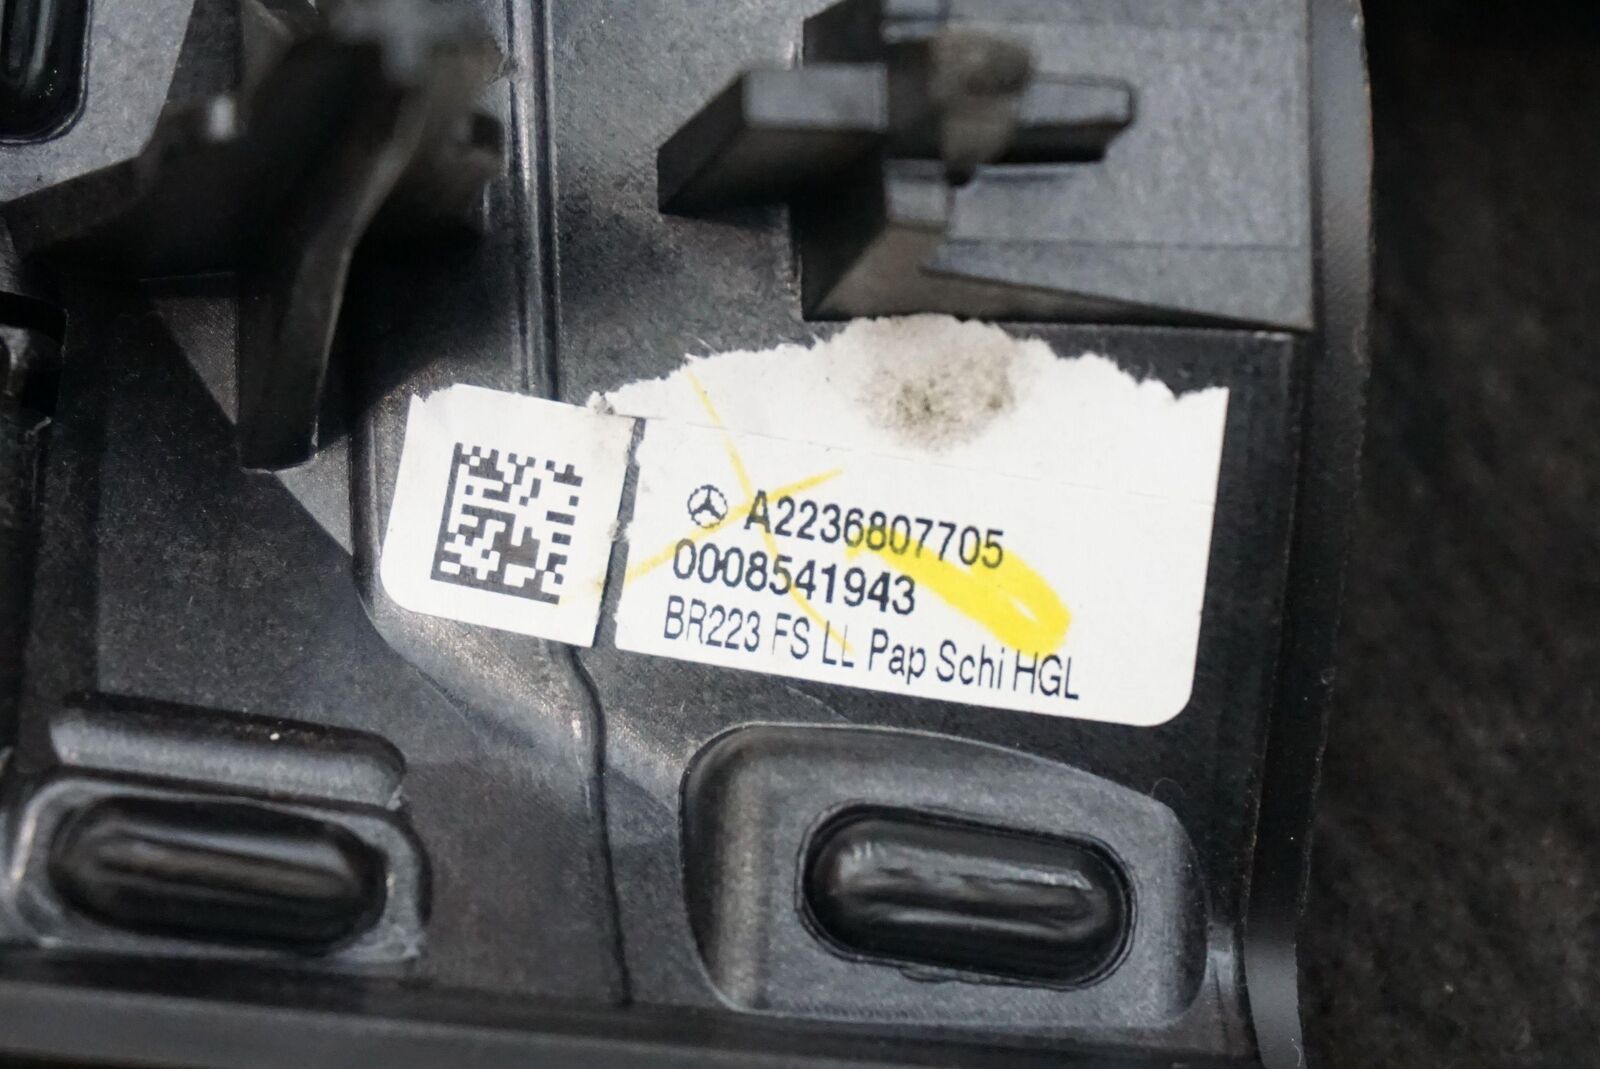 A2236807705
0008541943
BR223 FS LL Pap Schi HGL